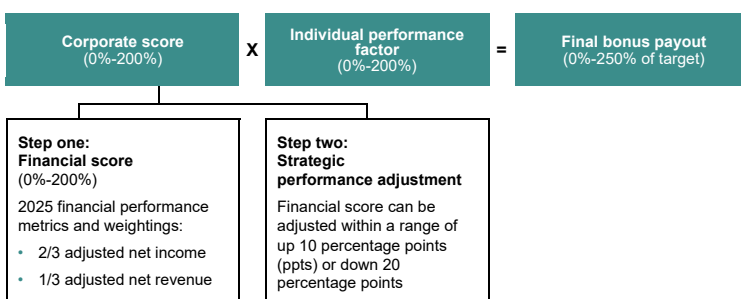 Corporate score
(0%-200%)
X
Individual performance
factor
(0%-200%)
=
Final bonus payout
(0%-250% of target)
Step one:
Financial score
(0%-200%)
2025 financial performance
metrics and weightings:
• 2/3 adjusted net income
• 1/3 adjusted net revenue
Step two:
Strategic
performance adjustment
Financial score can be
adjusted within a range of
up 10 percentage points
(ppts) or down 20
percentage points